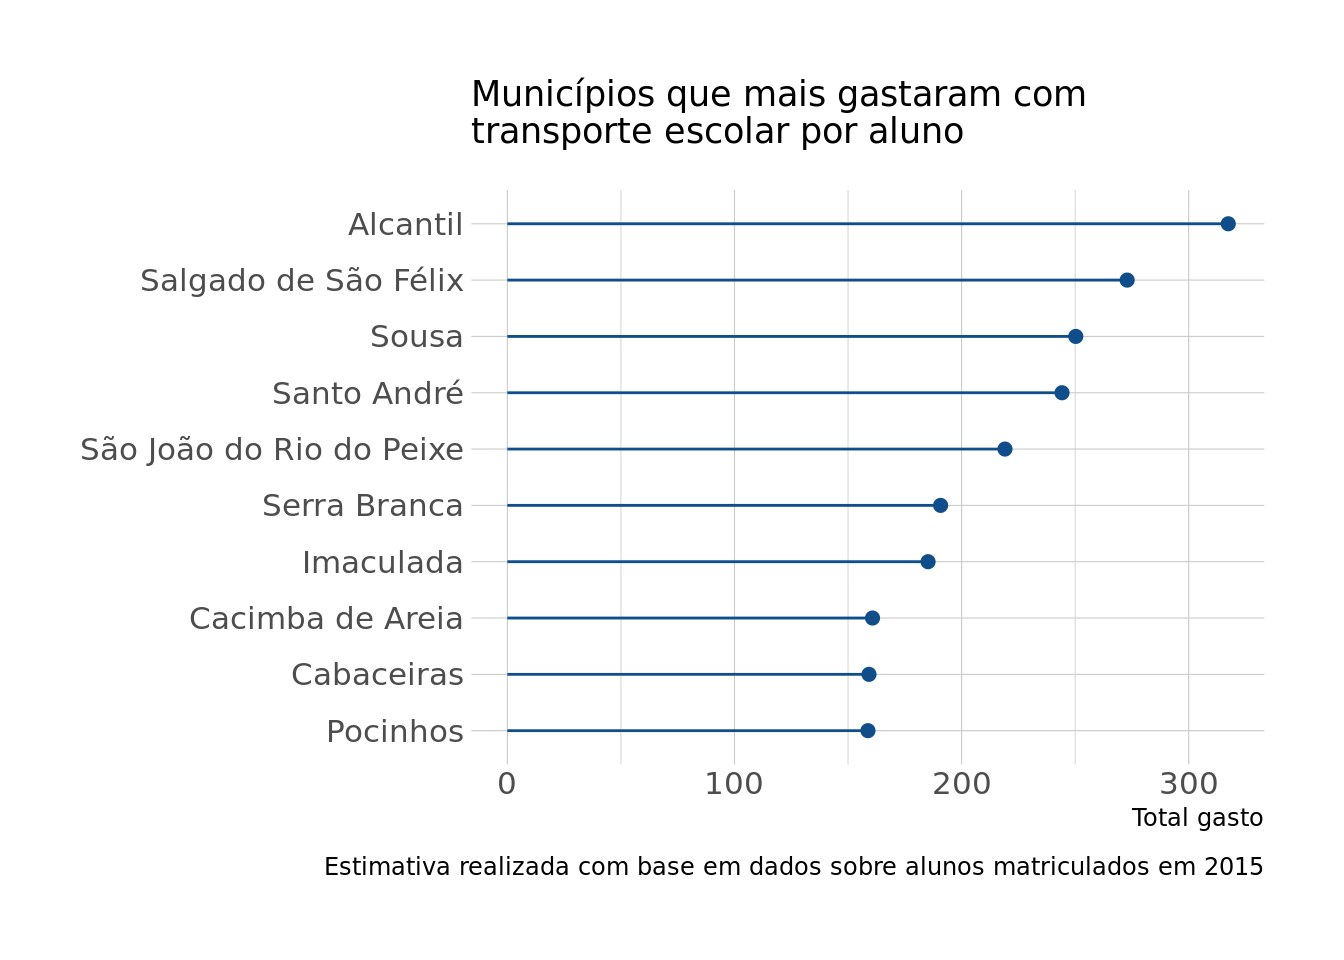 Municípios que mais gastaram com
transporte escolar por aluno
Alcantil
Salgado de São Félix
Sousa
Santo André
São João do Rio do Peixe
Serra Branca
Imaculada
Cacimba de Areia
Cabaceiras
Pocinhos
0 100 200 300
Total gasto
Estimativa realizada com base em dados sobre alunos matriculados em 2015